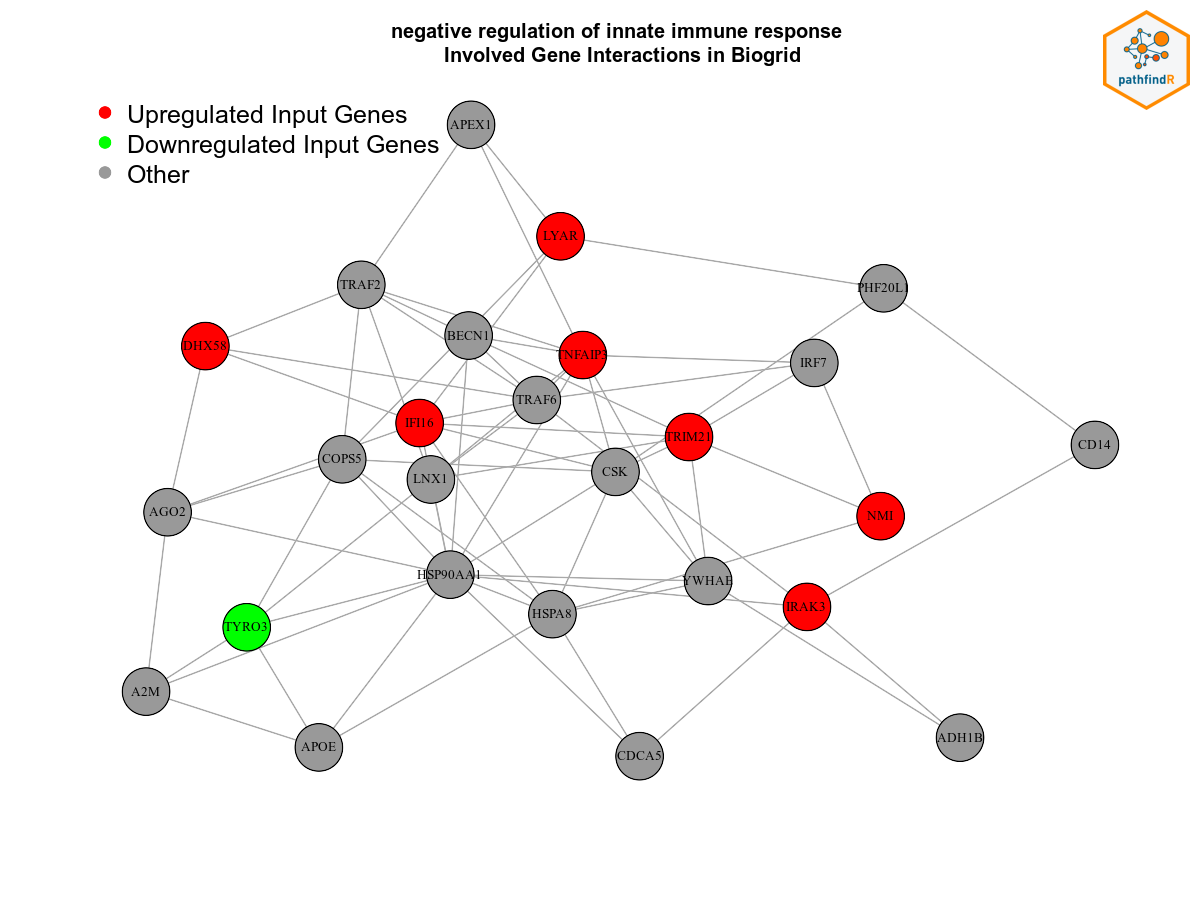 negative regulation of innate immune response
Involved Gene Interactions in Biogrid
pathfindR
Upregulated Input Genes
Downregulated Input Genes
Other
APEX1
LYAR
TRAF2
PHF20L1
BECN1
DHX58
TNFAIP3
IRF7
TRAF6
IFI16
TRIM21
CD14
COPS5
CSK
LNX1
AGO2
NMI
HSP90AA1
YWHAE
IRAK3
HSPA8
TYRO3
A2M
ADH1B
APOE
CDCA5